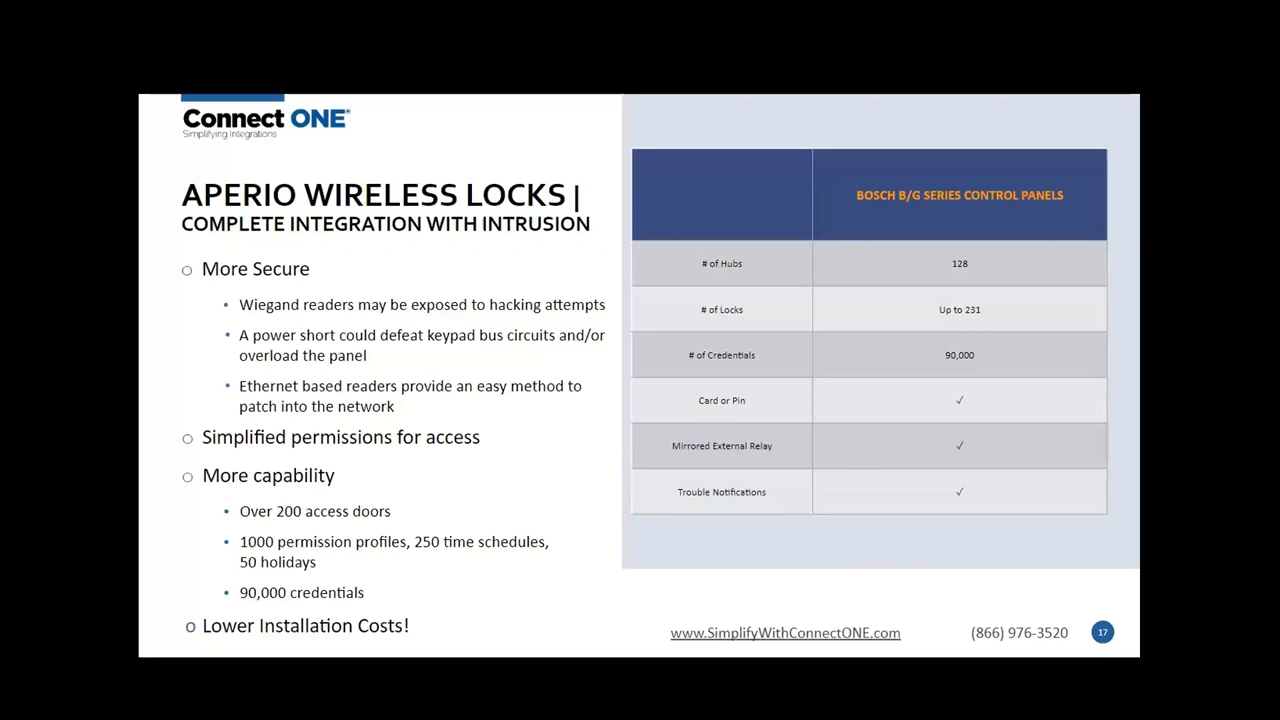 Connect ONE®
Simplifying Integrations
APERIO WIRELESS LOCKS |
COMPLETE INTEGRATION WITH INTRUSION
o More Secure
• Wiegand readers may be exposed to hacking attempts
• A power short could defeat keypad bus circuits and/or
overload the panel
• Ethernet based readers provide an easy method to
patch into the network
o Simplified permissions for access
o More capability
• Over 200 access doors
• 1000 permission profiles, 250 time schedules,
50 holidays
• 90,000 credentials
o Lower Installation Costs!
BOSCH B/G SERIES CONTROL PANELS
# of Hubs 128
# of Locks Up to 231
# of Credentials 90,000
Card or Pin ✓
Mirrored External Relay ✓
Trouble Notifications ✓
www.SimplifyWithConnectONE.com (866) 976-3520 17